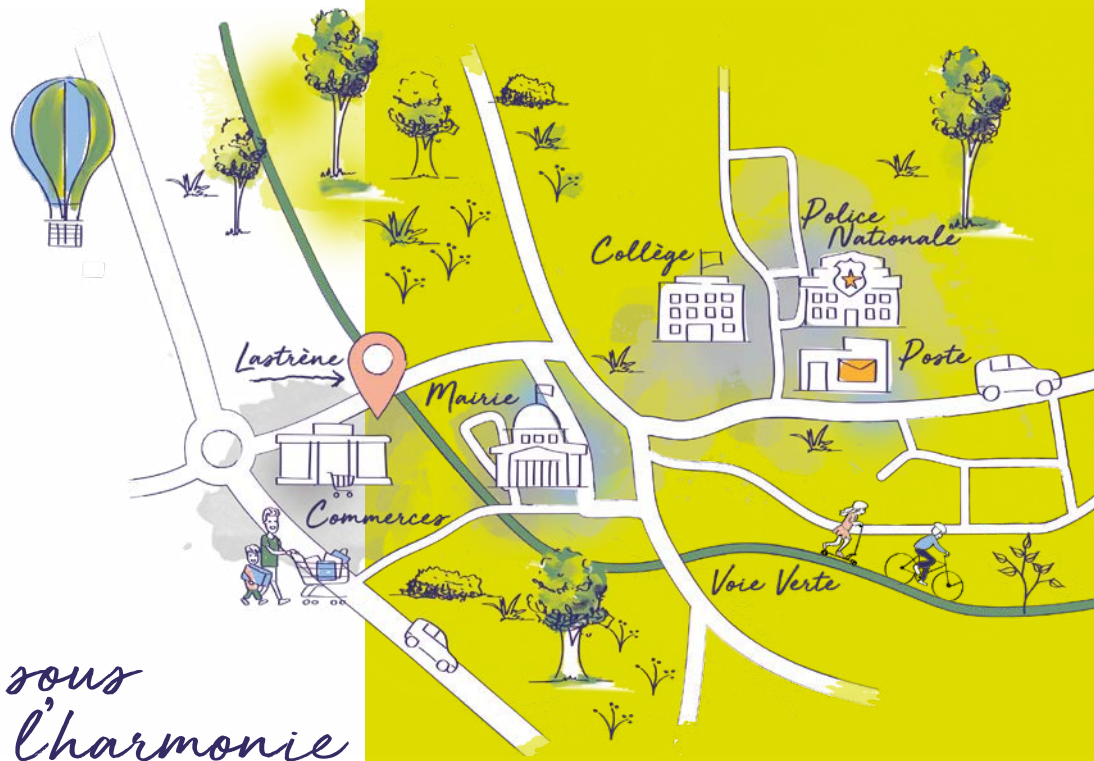 Police
Nationale
Collège
Lastrène
Poste
Mairie
Commerces
Voie Verte
sous
l'harmonie